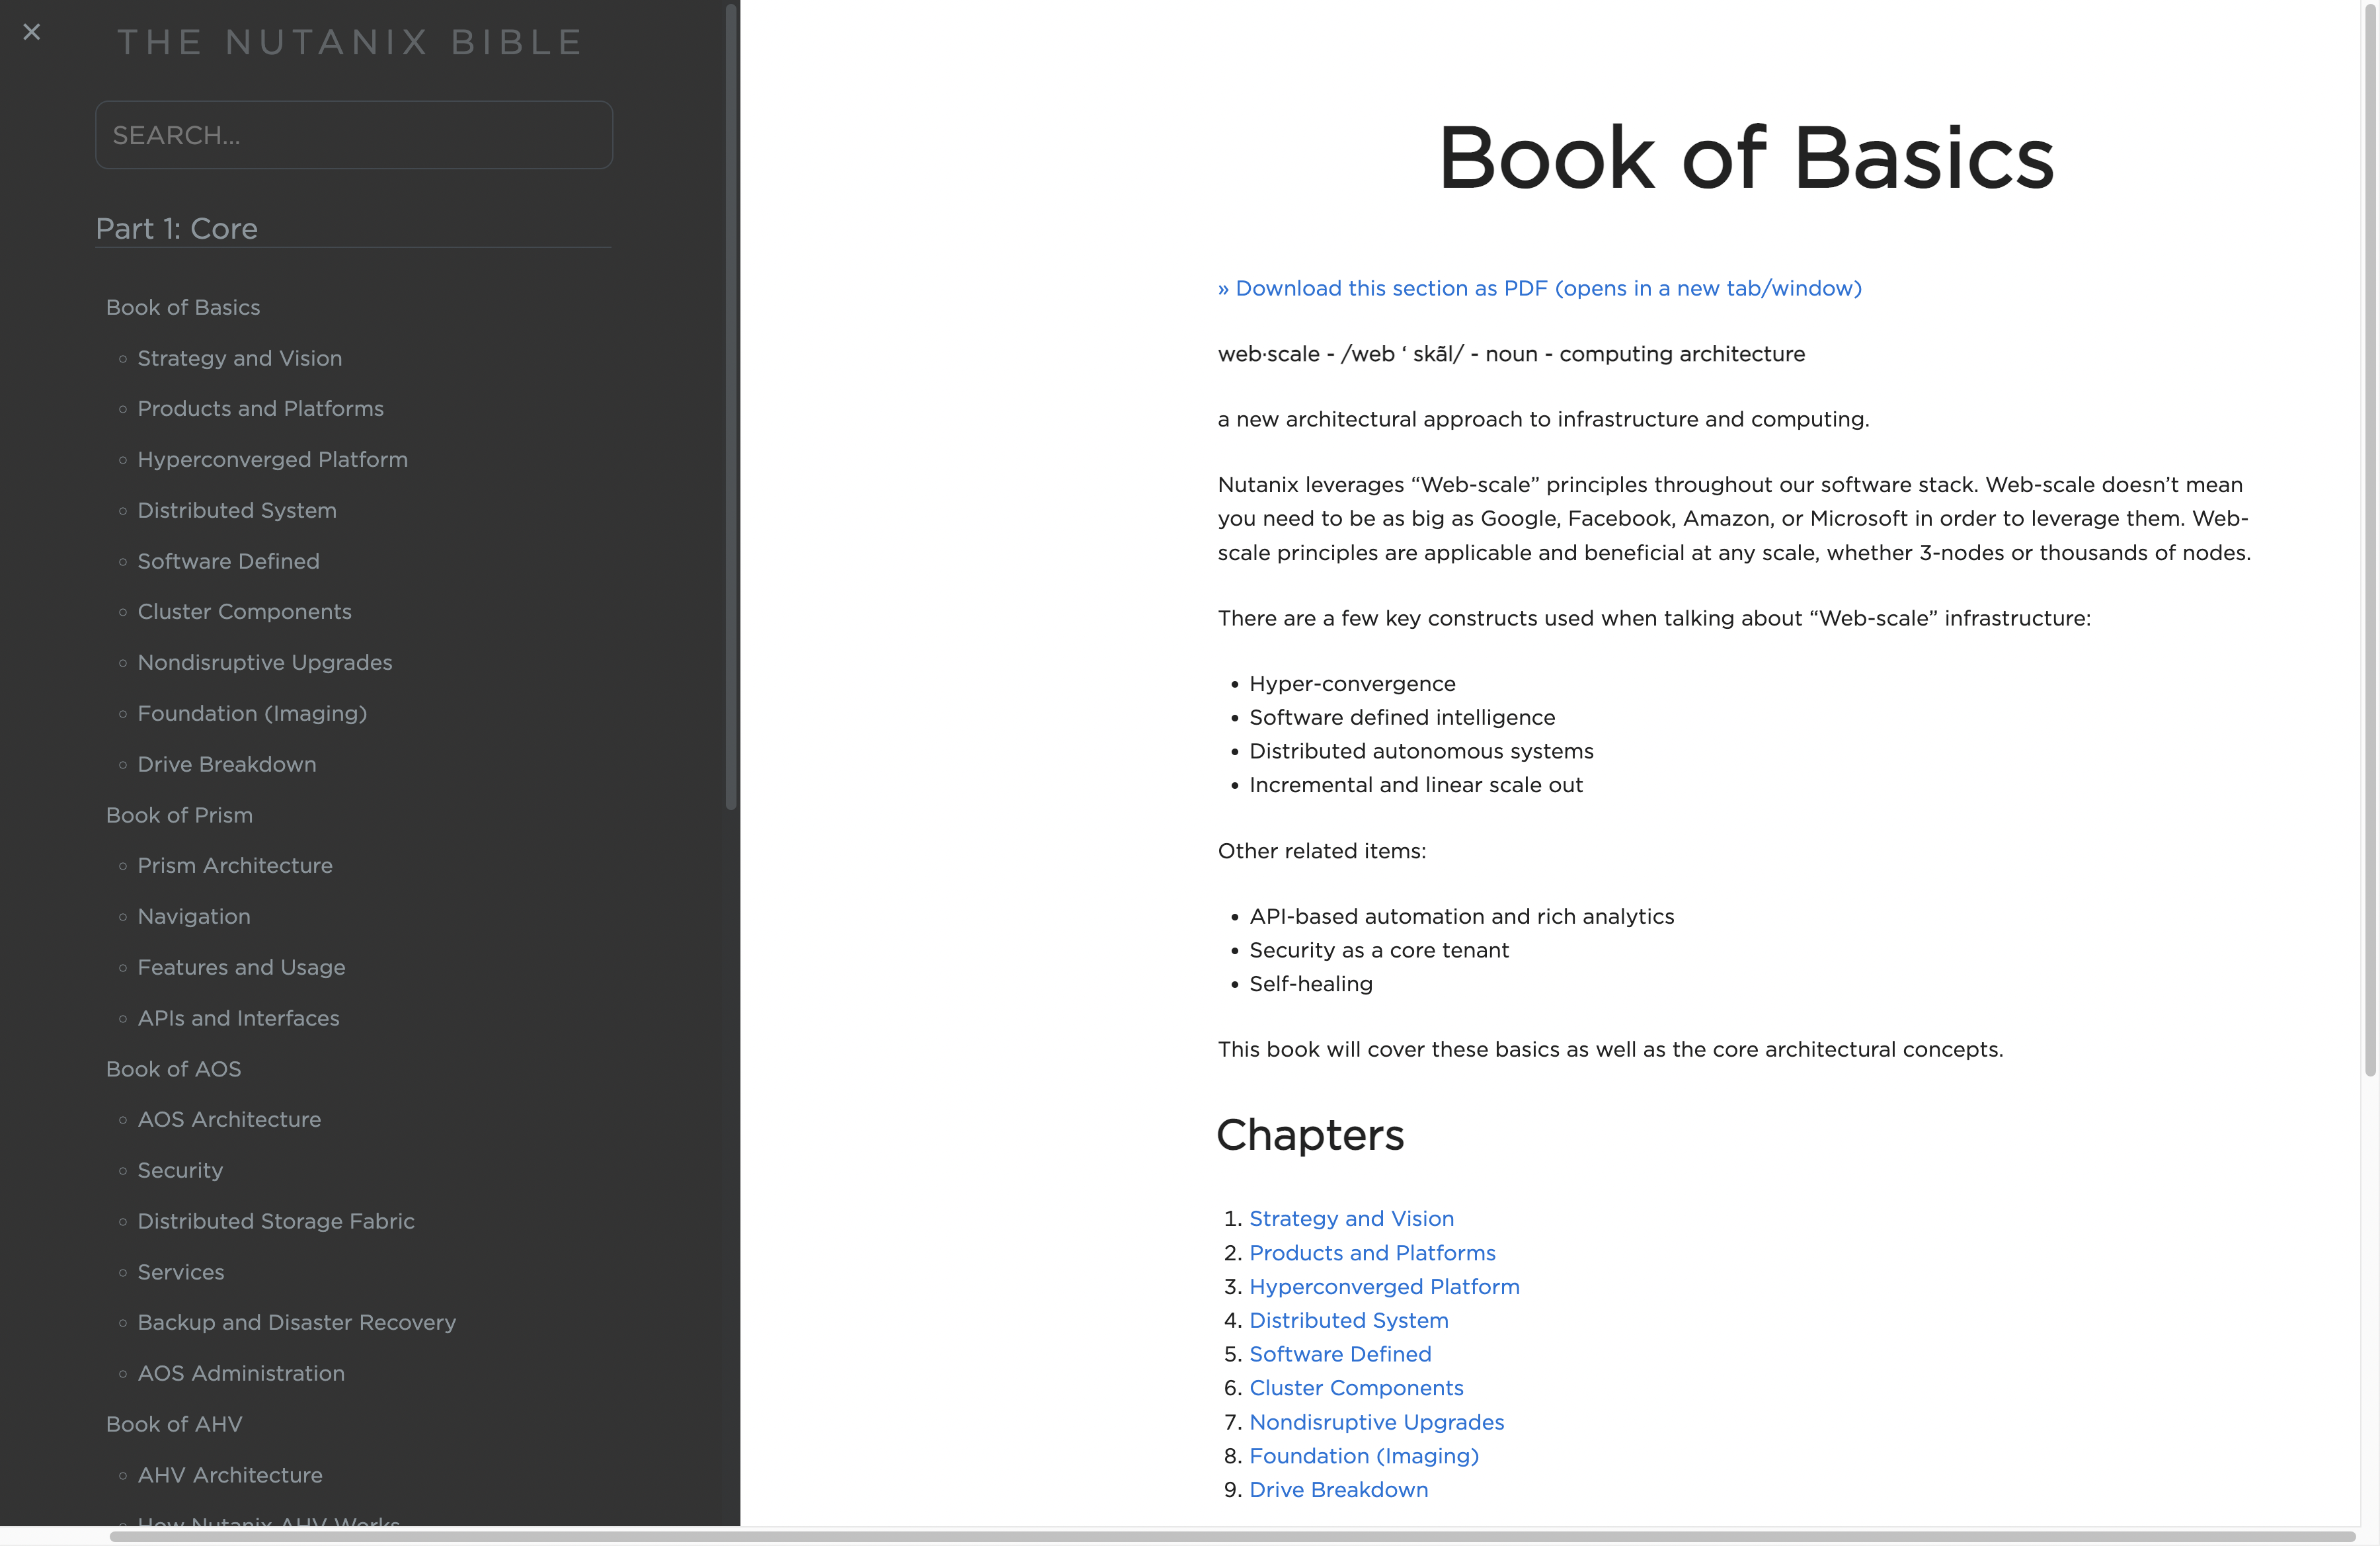 THE NUTANIX BIBLE
SEARCH...
Part 1: Core
Book of Basics
Strategy and Vision
Products and Platforms
Hyperconverged Platform
Distributed System
Software Defined
Cluster Components
Nondisruptive Upgrades
Foundation (Imaging)
Drive Breakdown
Book of Prism
Prism Architecture
Navigation
Features and Usage
APIs and Interfaces
Book of AOS
AOS Architecture
Security
Distributed Storage Fabric
Services
Backup and Disaster Recovery
AOS Administration
Book of AHV
AHV Architecture
How Nutanix AHV Works
Book of Basics
» Download this section as PDF (opens in a new tab/window)
web·scale - /web ‘ skãl/ - noun - computing architecture
a new architectural approach to infrastructure and computing.
Nutanix leverages “Web-scale” principles throughout our software stack. Web-scale doesn’t mean
you need to be as big as Google, Facebook, Amazon, or Microsoft in order to leverage them. Web-
scale principles are applicable and beneficial at any scale, whether 3-nodes or thousands of nodes.
There are a few key constructs used when talking about “Web-scale” infrastructure:
• Hyper-convergence
• Software defined intelligence
• Distributed autonomous systems
• Incremental and linear scale out
Other related items:
• API-based automation and rich analytics
• Security as a core tenant
• Self-healing
This book will cover these basics as well as the core architectural concepts.
Chapters
1. Strategy and Vision
2. Products and Platforms
3. Hyperconverged Platform
4. Distributed System
5. Software Defined
6. Cluster Components
7. Nondisruptive Upgrades
8. Foundation (Imaging)
9. Drive Breakdown